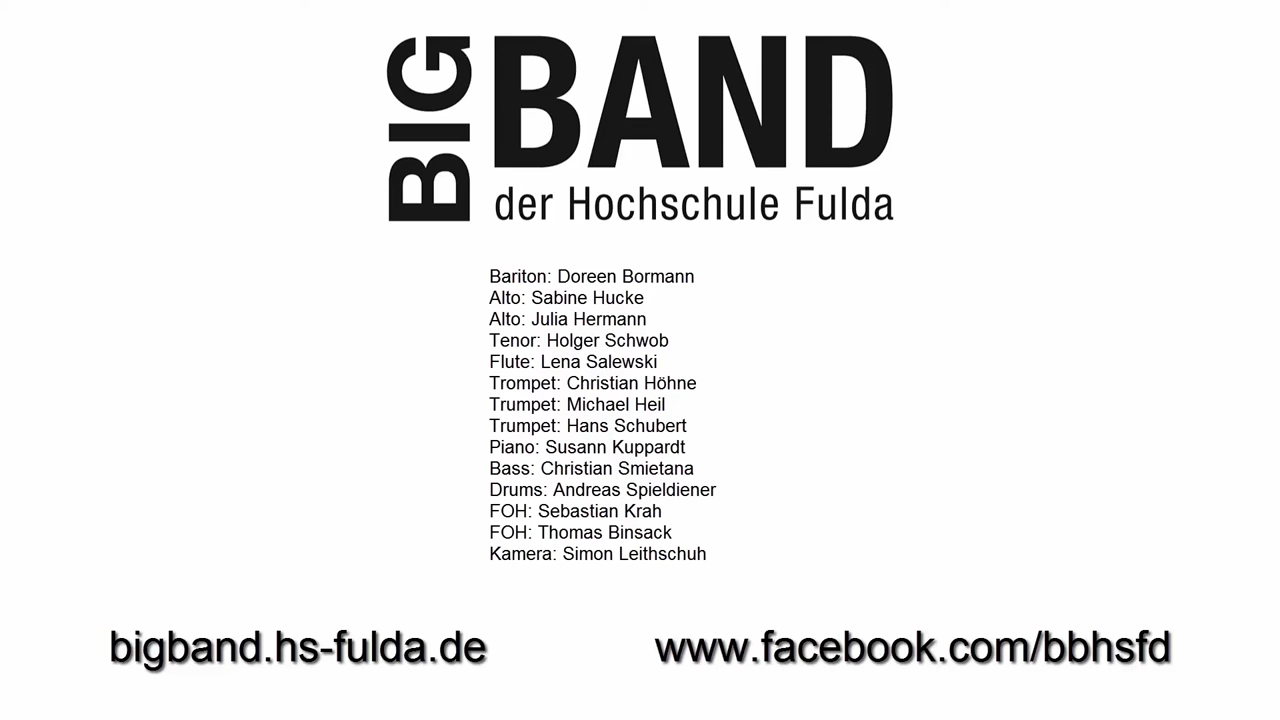 BIG BAND
der Hochschule Fulda
Bariton: Doreen Bormann
Alto: Sabine Hucke
Alto: Julia Hermann
Tenor: Holger Schwob
Flute: Lena Salewski
Trompet: Christian Höhne
Trumpet: Michael Heil
Trumpet: Hans Schubert
Piano: Susann Kuppardt
Bass: Christian Smietana
Drums: Andreas Spieldiener
FOH: Sebastian Krah
FOH: Thomas Binsack
Kamera: Simon Leithschuh
bigband.hs-fulda.de
www.facebook.com/bbhsfd